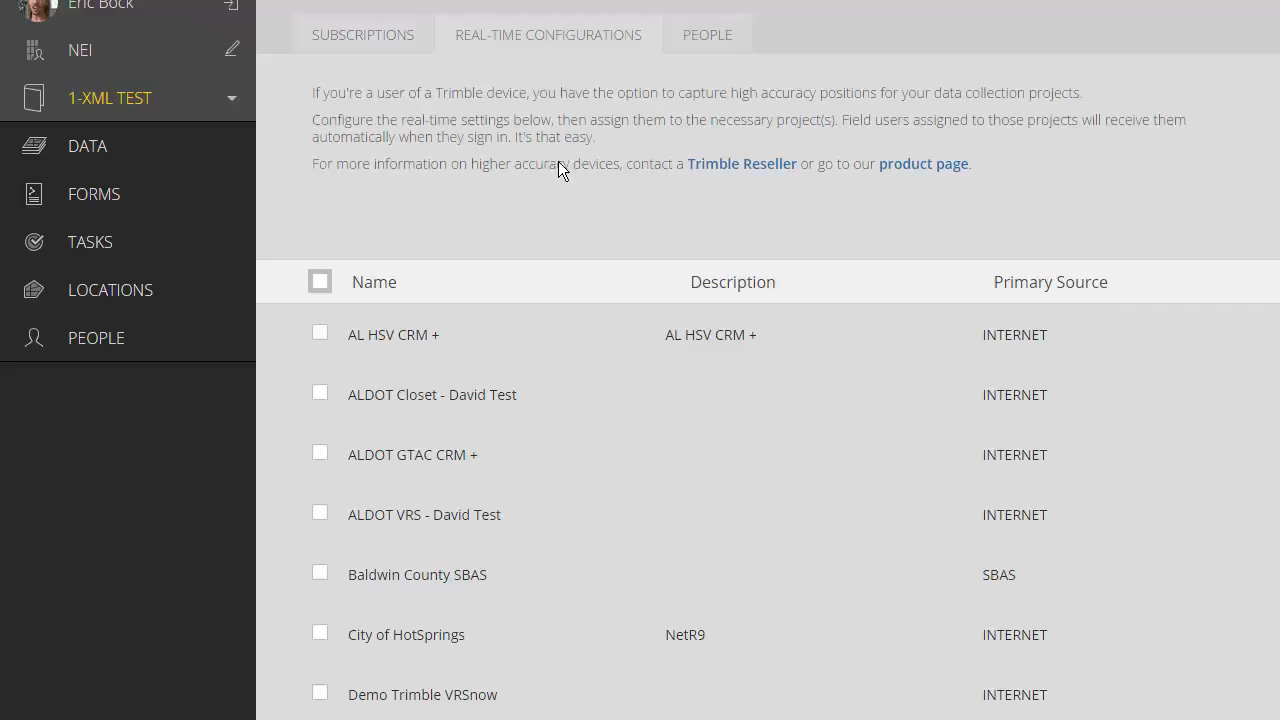 Eric Bock
NEI
1-XML TEST
DATA
FORMS
TASKS
LOCATIONS
PEOPLE
SUBSCRIPTIONS REAL-TIME CONFIGURATIONS PEOPLE
If you're a user of a Trimble device, you have the option to capture high accuracy positions for your data collection projects.
Configure the real-time settings below, then assign them to the necessary project(s). Field users assigned to those projects will receive them
automatically when they sign in. It's that easy.
For more information on higher accuracy devices, contact a Trimble Reseller or go to our product page.
Name Description Primary Source
AL HSV CRM + AL HSV CRM + INTERNET
ALDOT Closet - David Test INTERNET
ALDOT GTAC CRM + INTERNET
ALDOT VRS - David Test INTERNET
Baldwin County SBAS SBAS
City of HotSprings NetR9 INTERNET
Demo Trimble VRSnow INTERNET